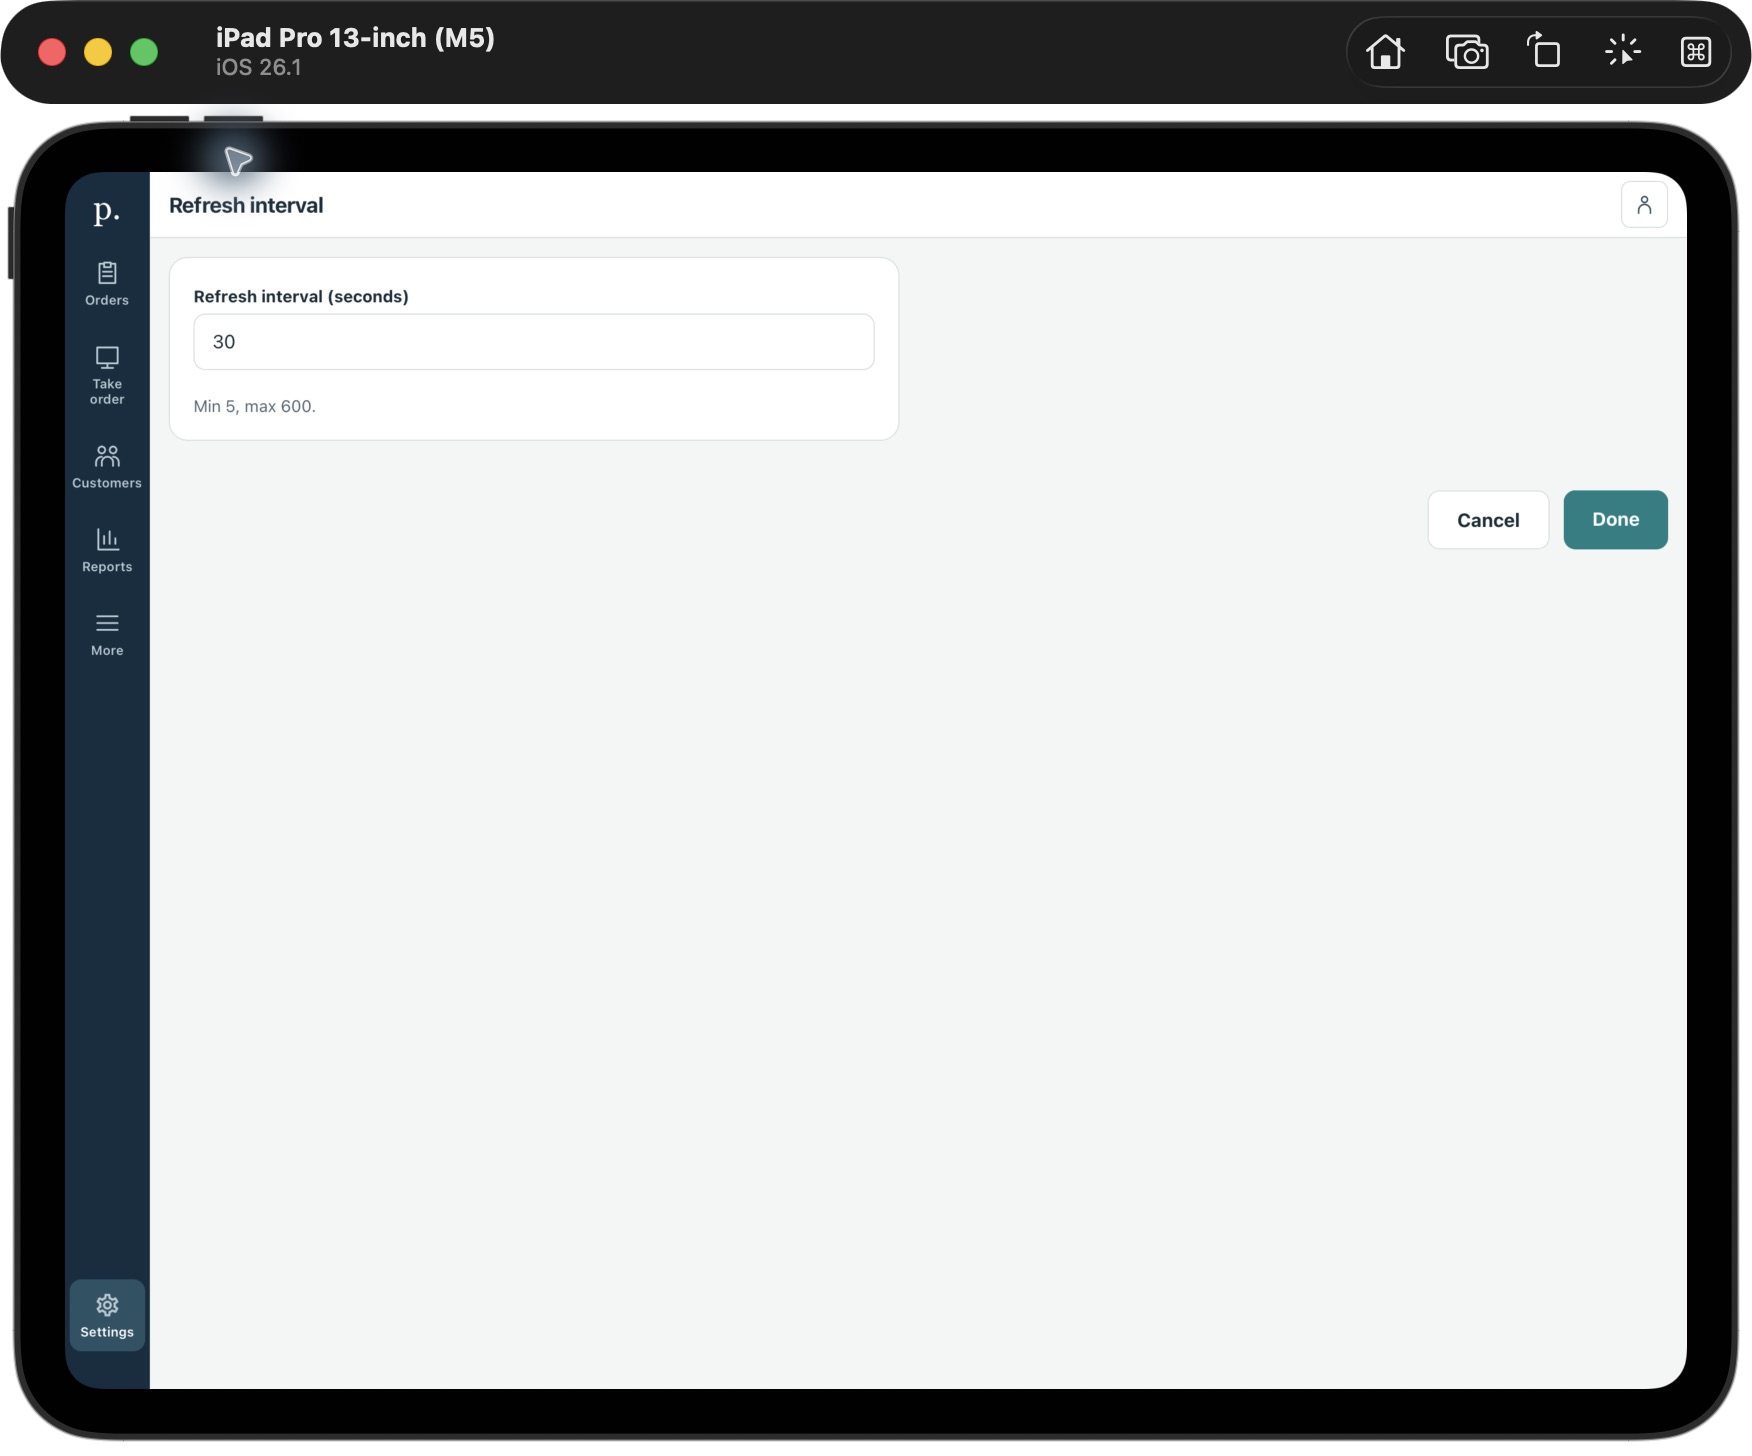 iPad Pro 13-inch (M5)
iOS 26.1
p.
Refresh interval
Orders
Take
order
Customers
Reports
More
Settings
Refresh interval (seconds)
30
Min 5, max 600.
Cancel
Done